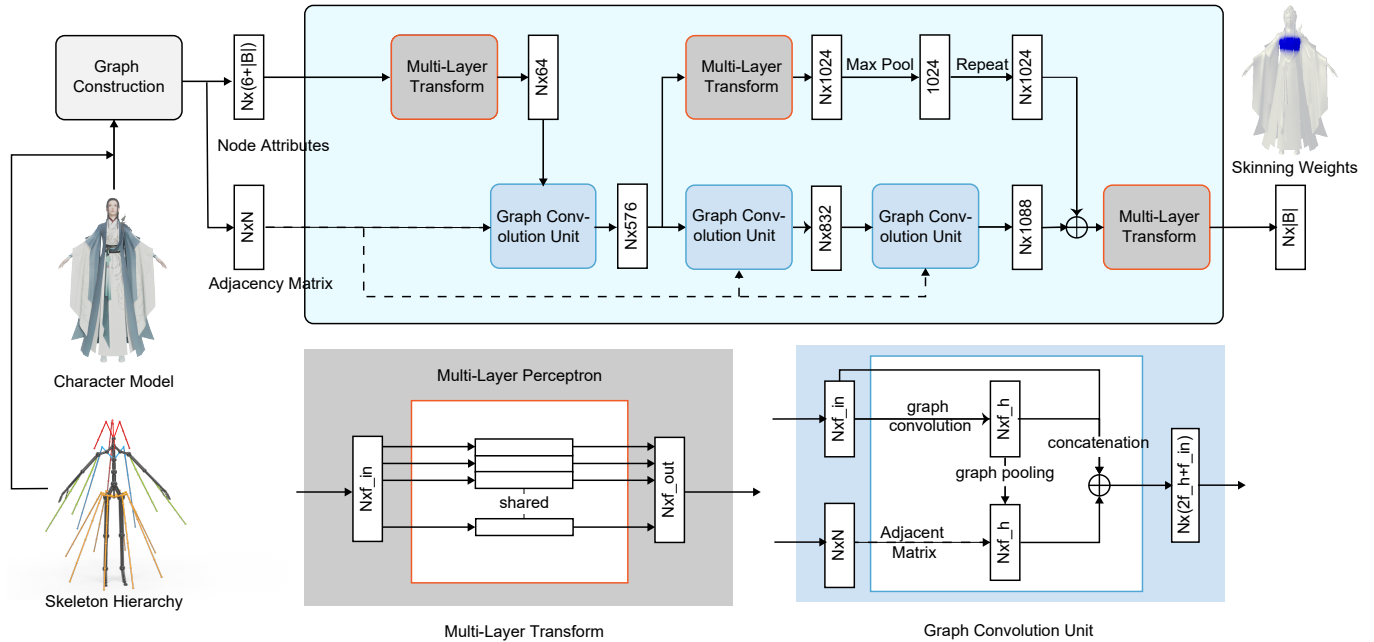 Graph
Construction
Nx(6+|B|)
Multi-Layer
Transform
Nx64
Multi-Layer
Transform
Nx1024
Max Pool
1024
Repeat
Nx1024
Skinning Weights
Node Attributes
NxN
Adjacency Matrix
Graph Conv-
olution Unit
Nx576
Graph Conv-
olution Unit
Nx832
Graph Conv-
olution Unit
Nx1088
Multi-Layer
Transform
Nx|B|
Character Model
Skeleton Hierarchy
Multi-Layer Perceptron
Nxf_in
shared
Nxf_out
Multi-Layer Transform
Nxf_in
graph
convolution
Nxf_h
concatenation
graph pooling
NxN
Adjacent
Matrix
Nxf_h
Nx(2f_h+f_in)
Graph Convolution Unit